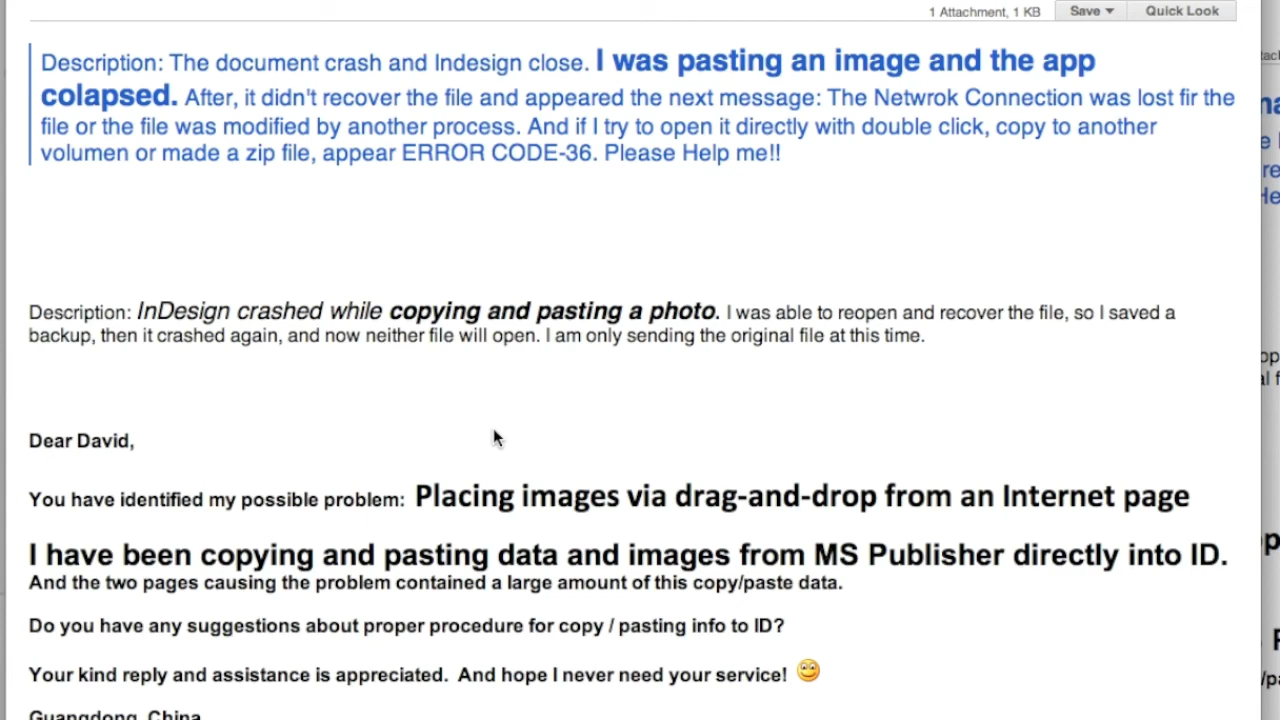 1 Attachment, 1 KB Save Quick Look
Description: The document crash and Indesign close. I was pasting an image and the app
colapsed. After, it didn't recover the file and appeared the next message: The Netwrok Connection was lost fir the
file or the file was modified by another process. And if I try to open it directly with double click, copy to another
volumen or made a zip file, appear ERROR CODE-36. Please Help me!!
Description: InDesign crashed while copying and pasting a photo. I was able to reopen and recover the file, so I saved a
backup, then it crashed again, and now neither file will open. I am only sending the original file at this time.
Dear David,
You have identified my possible problem: Placing images via drag-and-drop from an Internet page
I have been copying and pasting data and images from MS Publisher directly into ID.
And the two pages causing the problem contained a large amount of this copy/paste data.
Do you have any suggestions about proper procedure for copy / pasting info to ID?
Your kind reply and assistance is appreciated. And hope I never need your service!
Guangdong, China